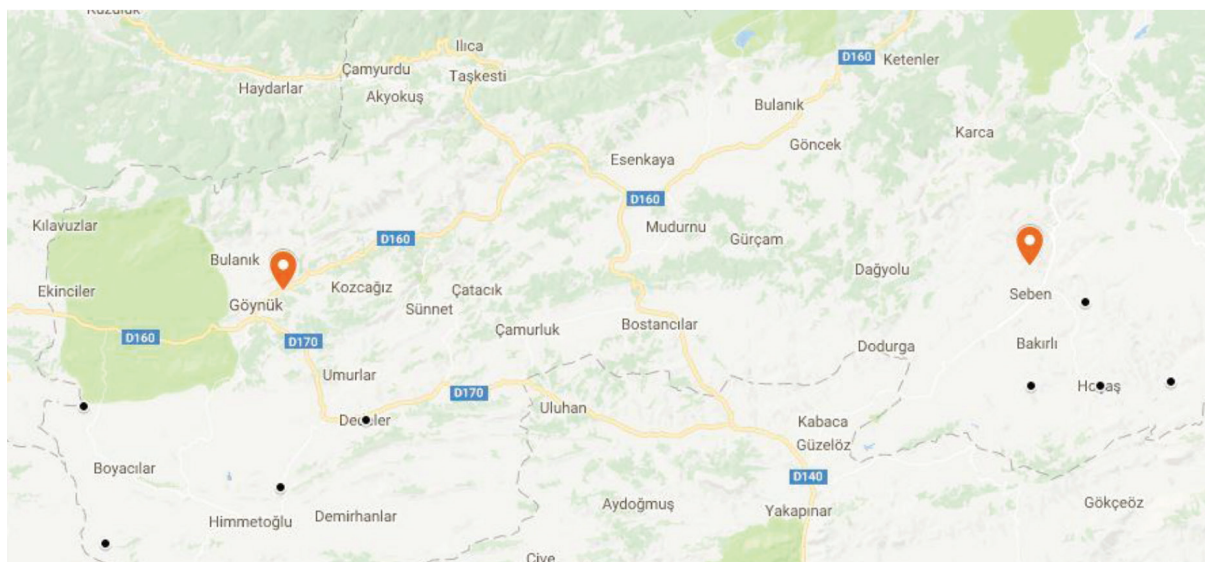 Ilıca
Çamyurdu
Taşkesti
D160
Ketenler
Haydarlar
Akyokuş
Bulanık
Karca
Göncek
Esenkaya
D160
Kılavuzlar
Mudurnu
D160
Gürçam
Bulanık
Dağyolu
Ekinciler
Kozcağız
Çatacık
Seben
Göynük
Sünnet
Bostancılar
Çamurluk
D160
D170
Dodurga
Bakırlı
Umurlar
D170
Uluhan
Kabaca
Güzelöz
Boyacılar
D140
Aydoğmuş
Yakapınar
Gökçeöz
Himmetoğlu
Demirhanlar